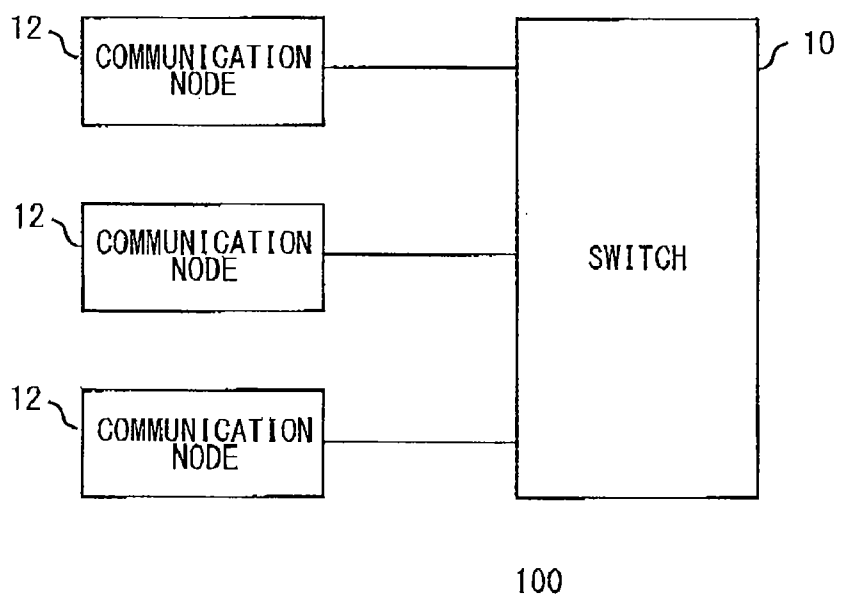 12
COMMUNICATION
NODE
10
12
COMMUNICATION
NODE
SWITCH
12
COMMUNICATION
NODE
100